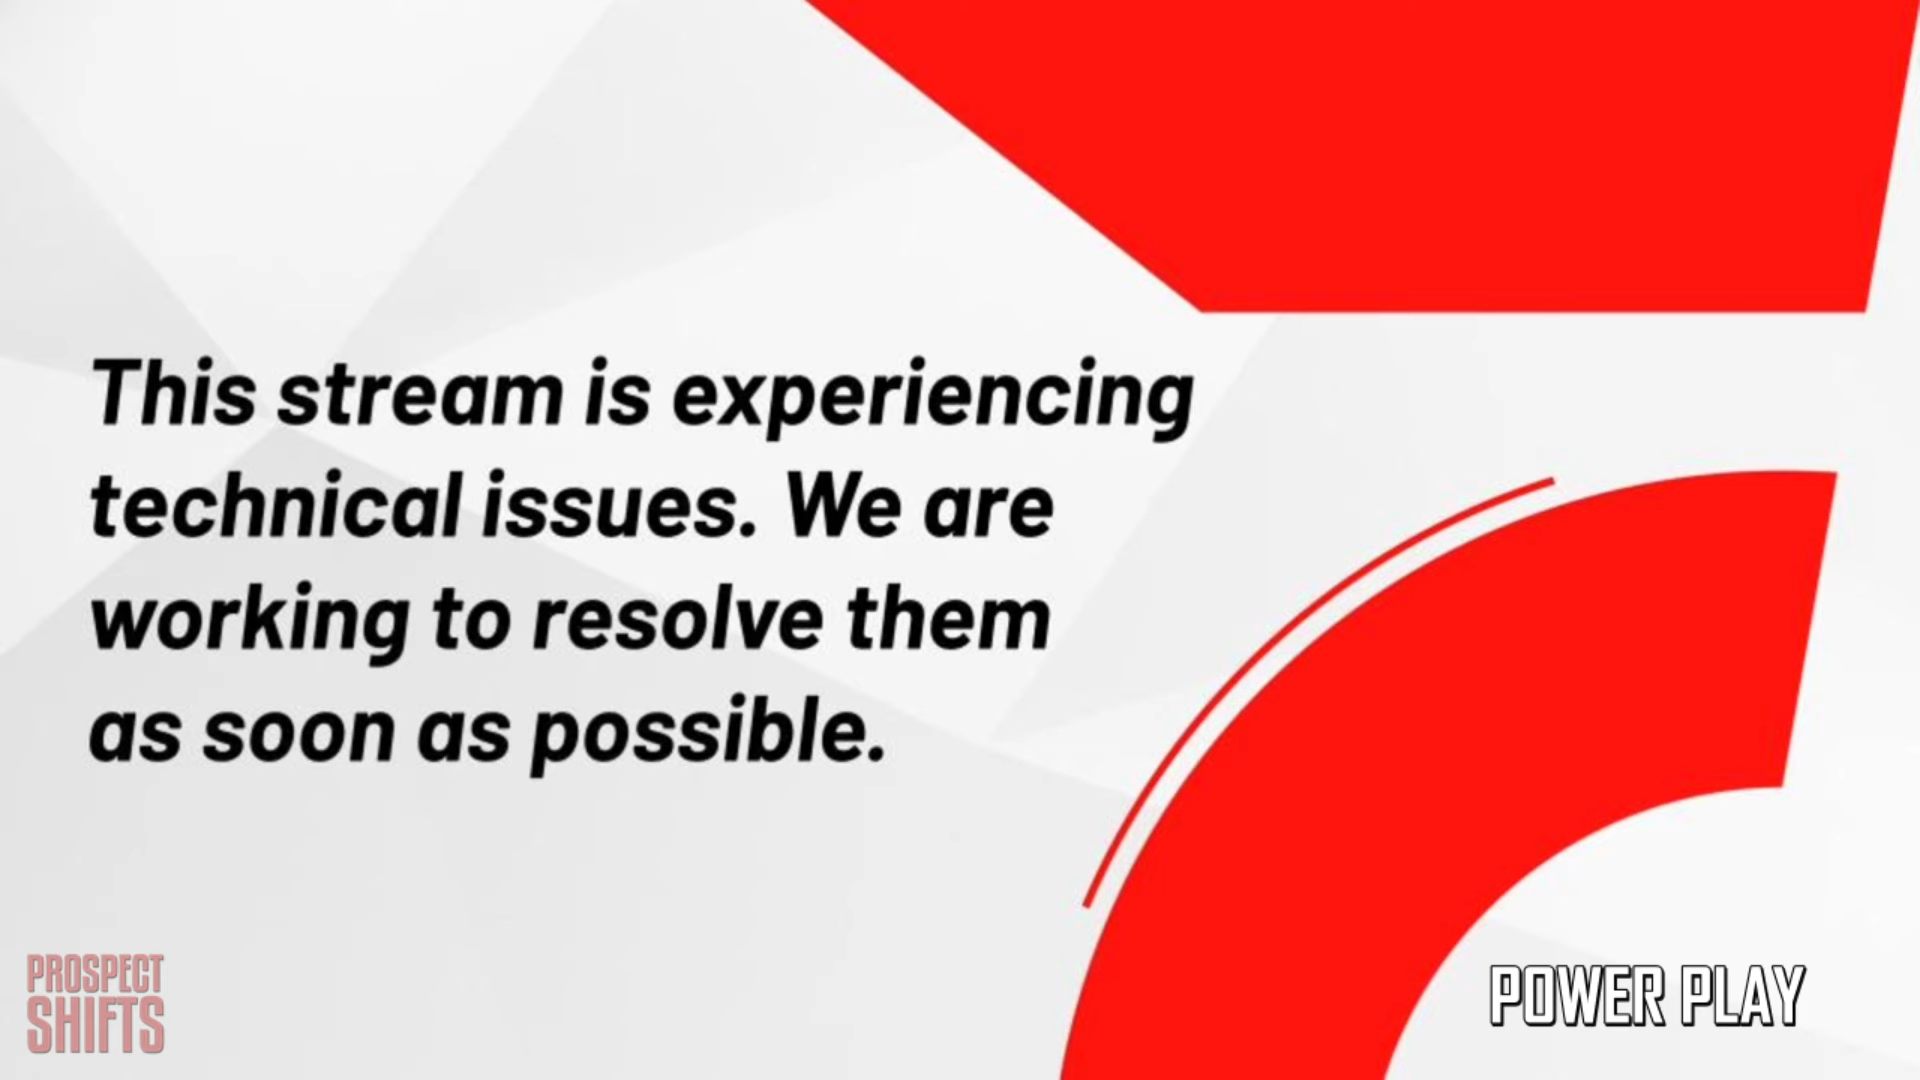 This stream is experiencing
technical issues. We are
working to resolve them
as soon as possible.
PROSPECT
SHIFTS
POWER PLAY